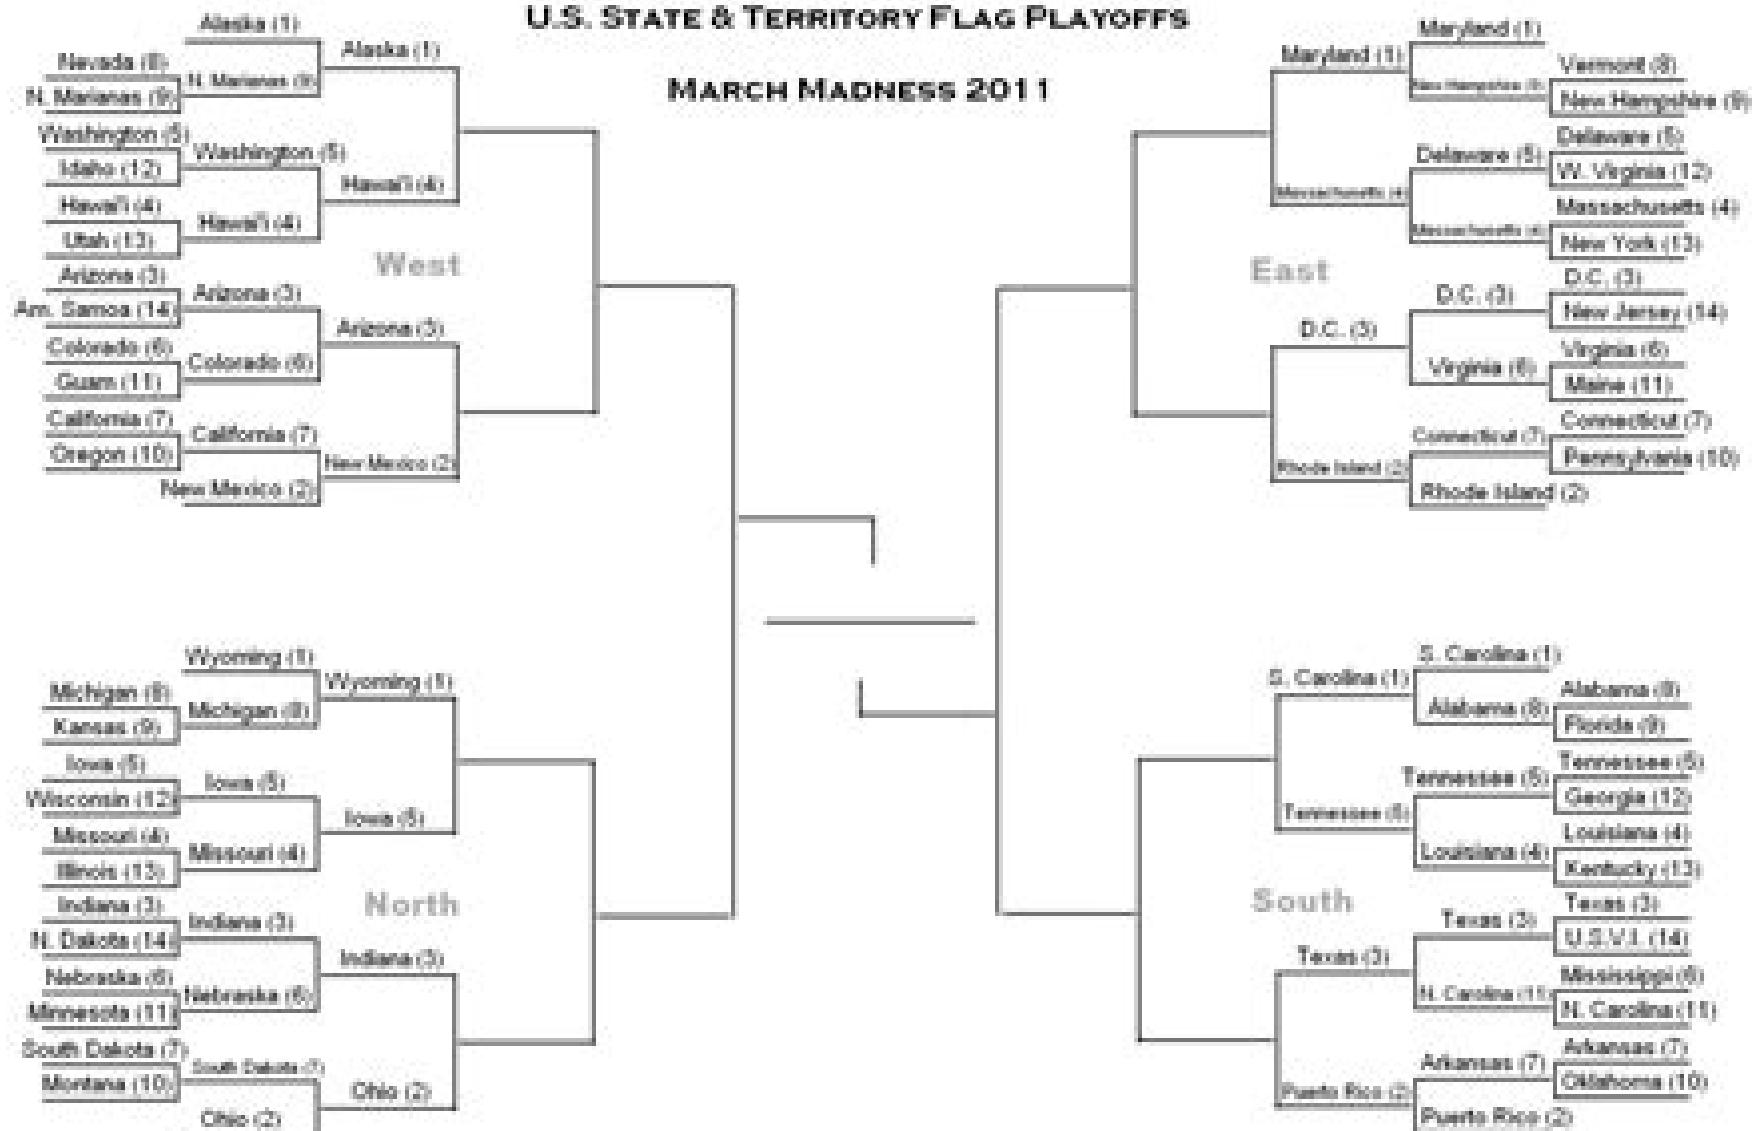 U.S. STATE & TERRITORY FLAG PLAYOFFS
MARCH MADNESS 2011
Alaska (1)
Nevada (8)
N. Marianas (9)
Washington (5)
Idaho (12)
Hawai'i (4)
Utah (13)
Arizona (3)
Am. Samoa (14)
Colorado (6)
Guam (11)
California (7)
Oregon (10)
New Mexico (2)
N. Marianas (9)
Washington (5)
Hawai'i (4)
Arizona (3)
Colorado (6)
California (7)
Alaska (1)
Hawai'i (4)
Arizona (3)
New Mexico (2)
West
Maryland (1)
Massachusetts (4)
D.C. (3)
Rhode Island (2)
East
Maryland (1)
New Hampshire (9)
Delaware (5)
Massachusetts (4)
D.C. (3)
Virginia (6)
Connecticut (7)
Rhode Island (2)
Vermont (8)
New Hampshire (9)
Delaware (5)
W. Virginia (12)
Massachusetts (4)
New York (13)
D.C. (3)
New Jersey (14)
Virginia (6)
Maine (11)
Connecticut (7)
Pennsylvania (10)
Wyoming (1)
Michigan (8)
Kansas (9)
Iowa (5)
Wisconsin (12)
Missouri (4)
Illinois (13)
Indiana (3)
N. Dakota (14)
Nebraska (6)
Minnesota (11)
South Dakota (7)
Montana (10)
Michigan (8)
Iowa (5)
Missouri (4)
Indiana (3)
Nebraska (6)
South Dakota (7)
Ohio (2)
Wyoming (1)
Iowa (5)
Indiana (3)
Ohio (2)
North
S. Carolina (1)
Tennessee (5)
Texas (3)
Puerto Rico (2)
South
S. Carolina (1)
Alabama (8)
Tennessee (5)
Louisiana (4)
Texas (3)
N. Carolina (11)
Arkansas (7)
Puerto Rico (2)
Alabama (8)
Florida (9)
Tennessee (5)
Georgia (12)
Louisiana (4)
Kentucky (13)
Texas (3)
U.S.V.I. (14)
Mississippi (6)
N. Carolina (11)
Arkansas (7)
Oklahoma (10)